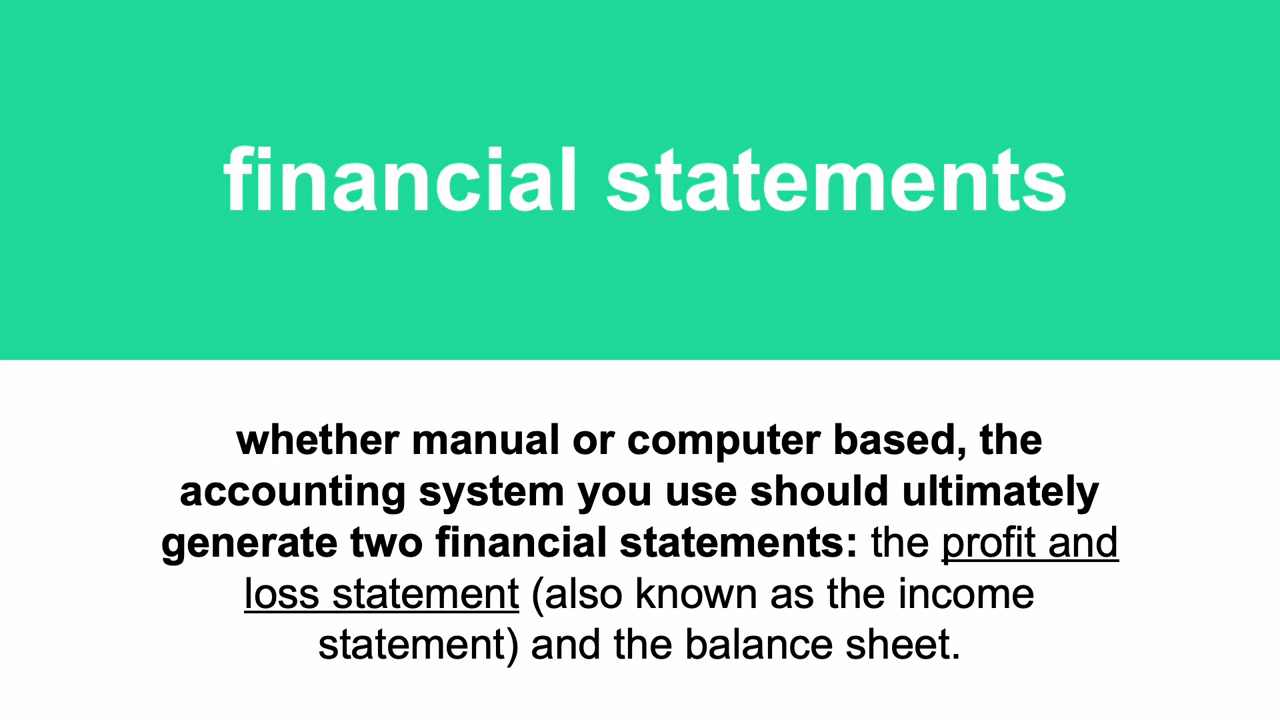 financial statements
whether manual or computer based, the
accounting system you use should ultimately
generate two financial statements: the profit and
loss statement (also known as the income
statement) and the balance sheet.